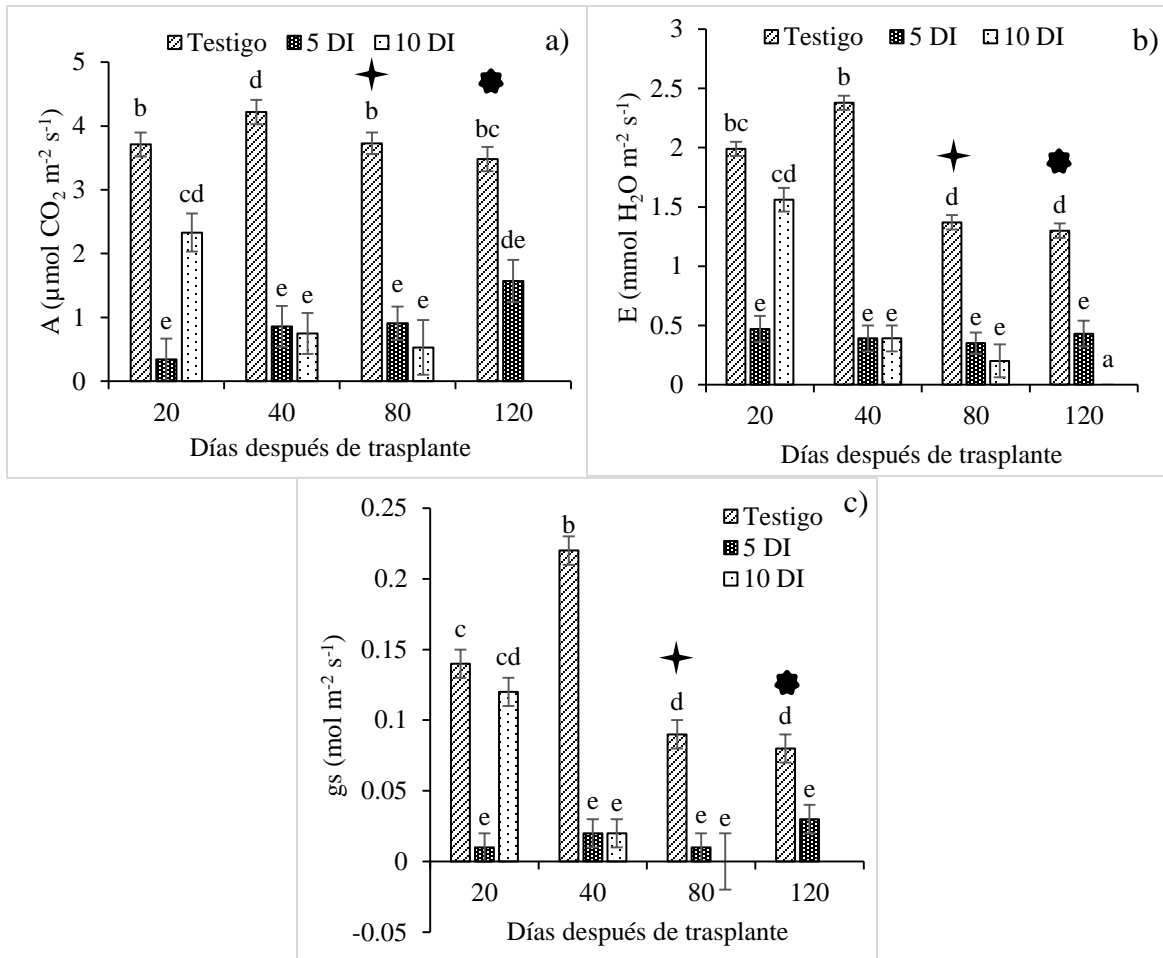 Testigo 5 DI 10 DI
a)
5
4
3
2
1
0
A (µmol CO2 m-2 s-1)
b
e
cd
d
e
e
b
e
e
bc
de
20 40 80 120
Días después de trasplante
Testigo 5 DI 10 DI
b)
3
2.5
2
1.5
1
0.5
0
E (mmol H2O m-2 s-1)
bc
e
cd
b
e
e
d
e
e
d
e
a
20 40 80 120
Días después de trasplante
c)
Testigo
5 DI
10 DI
0.25
0.2
0.15
0.1
0.05
0
-0.05
gs (mol m-2 s-1)
c
e
cd
b
e
e
d
e
e
d
e
20 40 80 120
Días después de trasplante